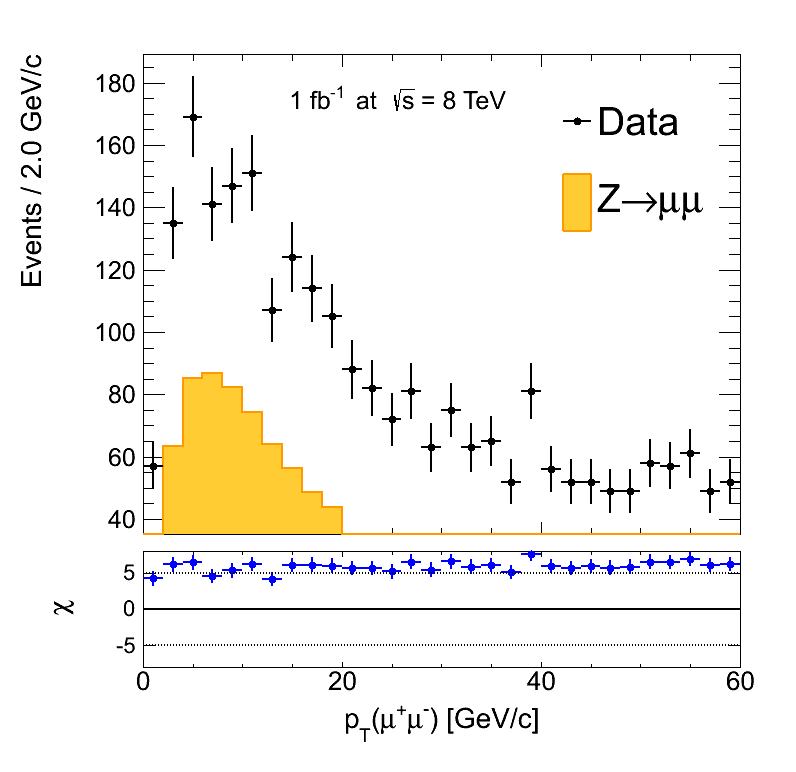 Events / 2.0 GeV/c
180
160
140
120
100
80
60
40
1 fb-1 at √s = 8 TeV
Data
Z→μμ
χ
5
0
-5
0 20 40 60
pT(μ+μ-) [GeV/c]